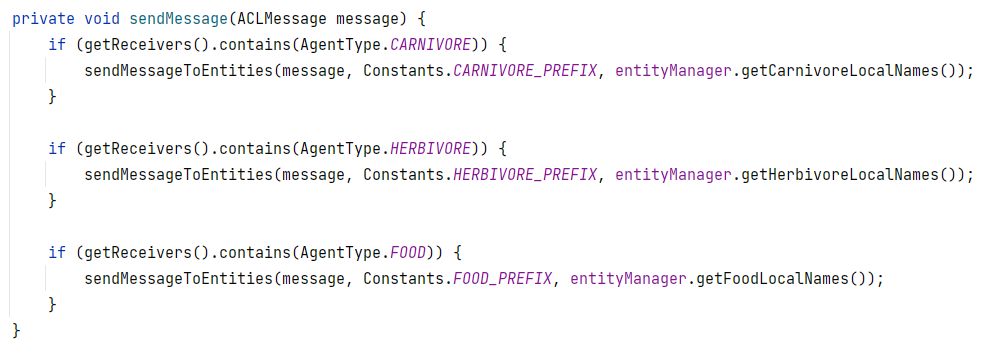 private void sendMessage(ACLMessage message) {
    if (getReceivers().contains(AgentType.CARNIVORE)) {
        sendMessageToEntities(message, Constants.CARNIVORE_PREFIX, entityManager.getCarnivoreLocalNames());
    }

    if (getReceivers().contains(AgentType.HERBIVORE)) {
        sendMessageToEntities(message, Constants.HERBIVORE_PREFIX, entityManager.getHerbivoreLocalNames());
    }

    if (getReceivers().contains(AgentType.FOOD)) {
        sendMessageToEntities(message, Constants.FOOD_PREFIX, entityManager.getFoodLocalNames());
    }
}